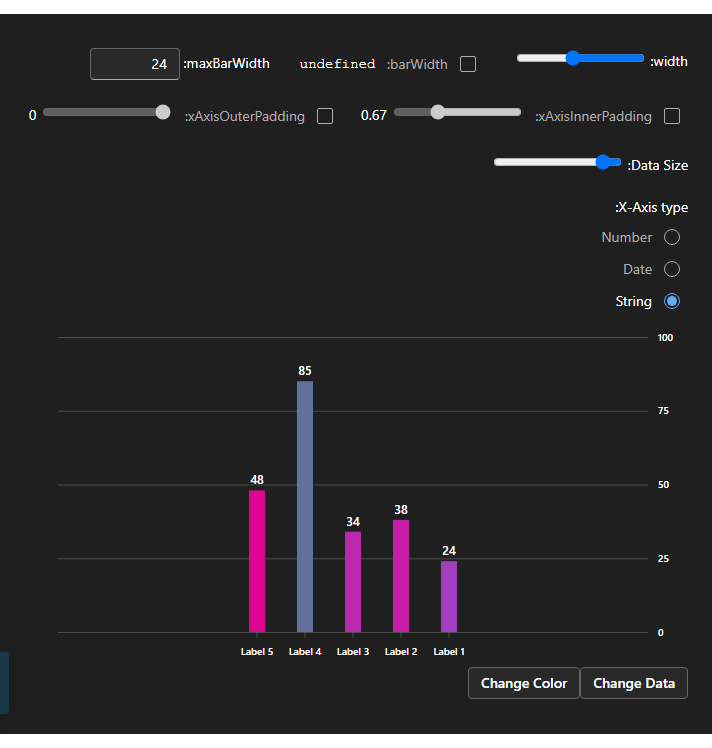 :width
undefined :barWidth
24 :maxBarWidth
:xAxisInnerPadding
0.67
:xAxisOuterPadding
0
:Data Size
:X-Axis type
Number
Date
String
100
75
50
25
0
48
85
34
38
24
Label 5 Label 4 Label 3 Label 2 Label 1
Change Color Change Data